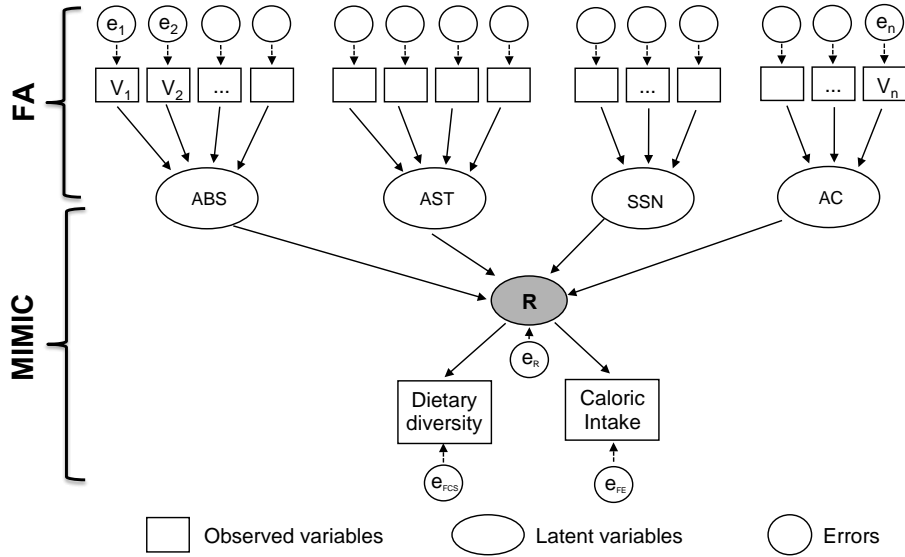 e1 e2 en
V1 V2 ... ... ... Vn
FA
ABS AST SSN AC
MIMIC
R
eR
Dietary
diversity
Caloric
Intake
eFCS eFE
Observed variables Latent variables Errors